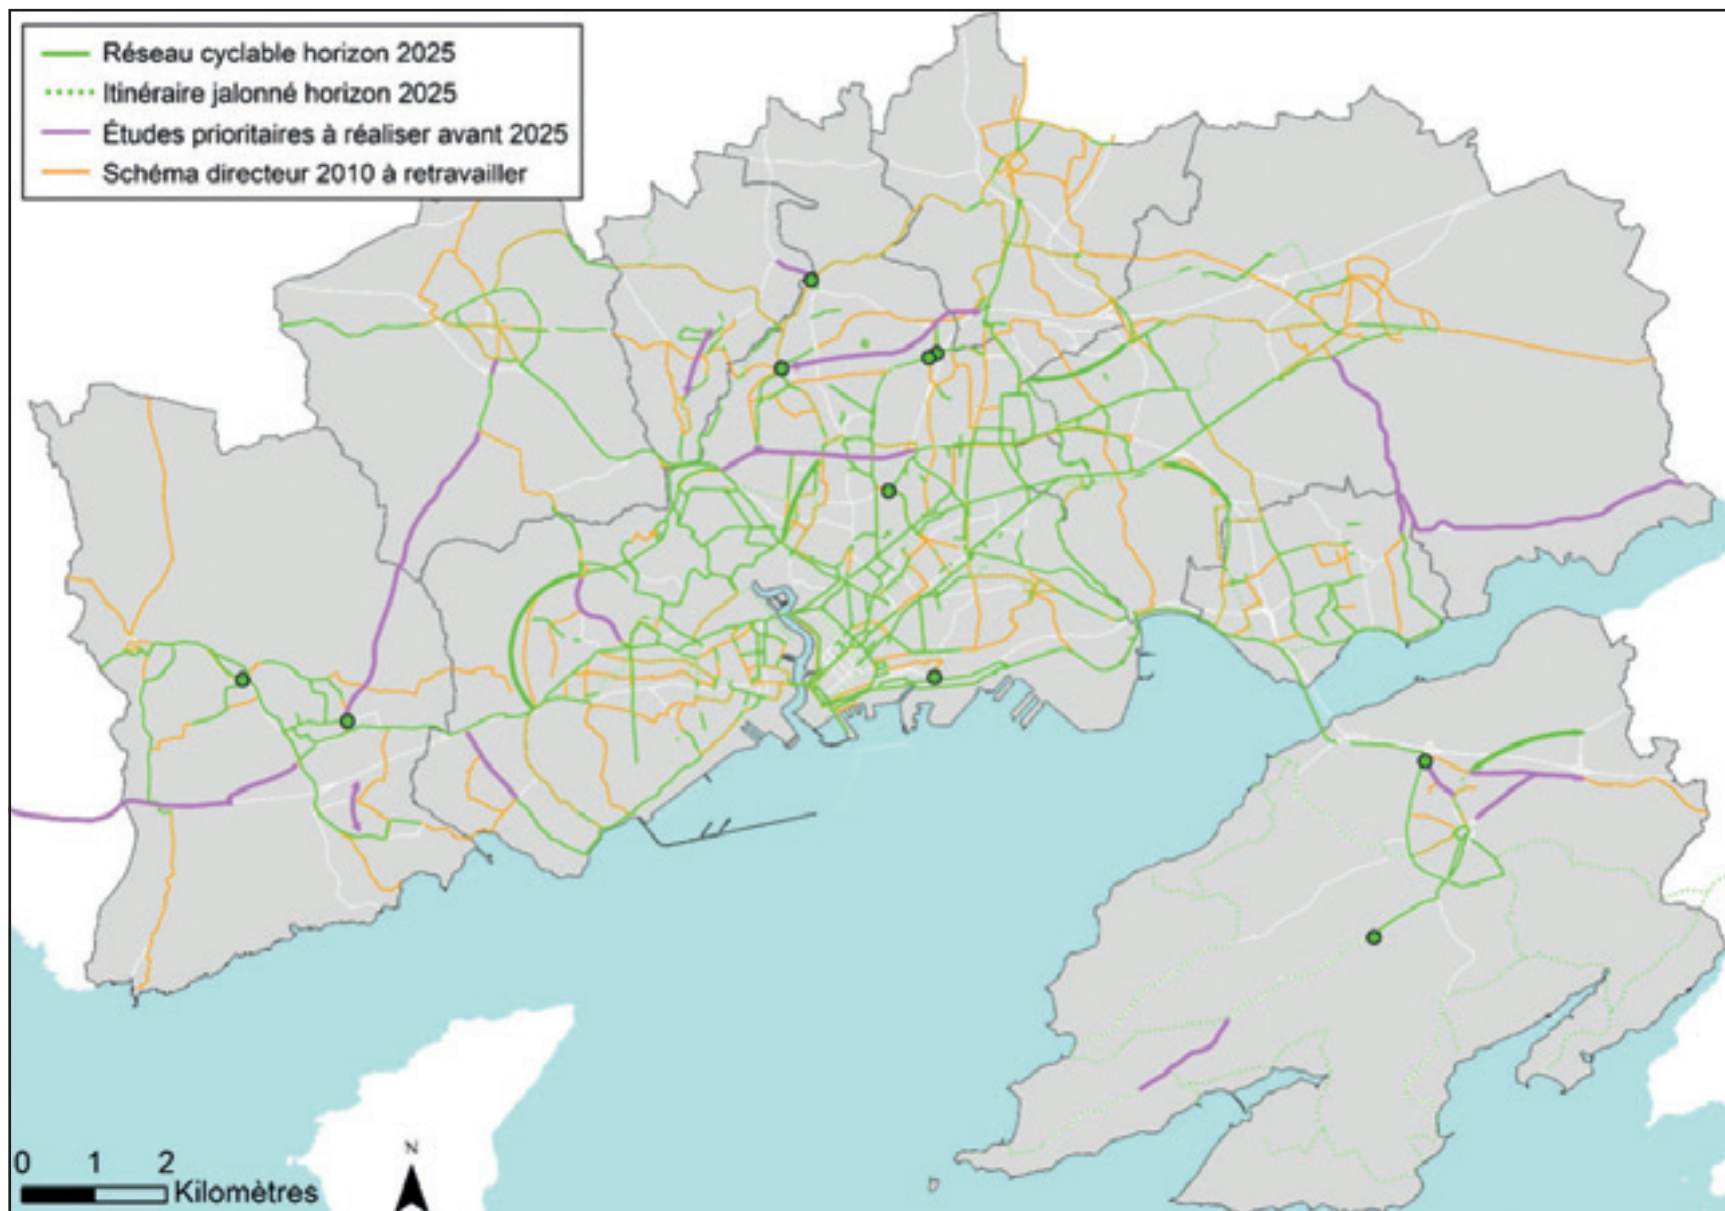 Réseau cyclable horizon 2025
Itinéraire jalonné horizon 2025
Études prioritaires à réaliser avant 2025
Schéma directeur 2010 à retravailler
N
0 1 2
Kilomètres